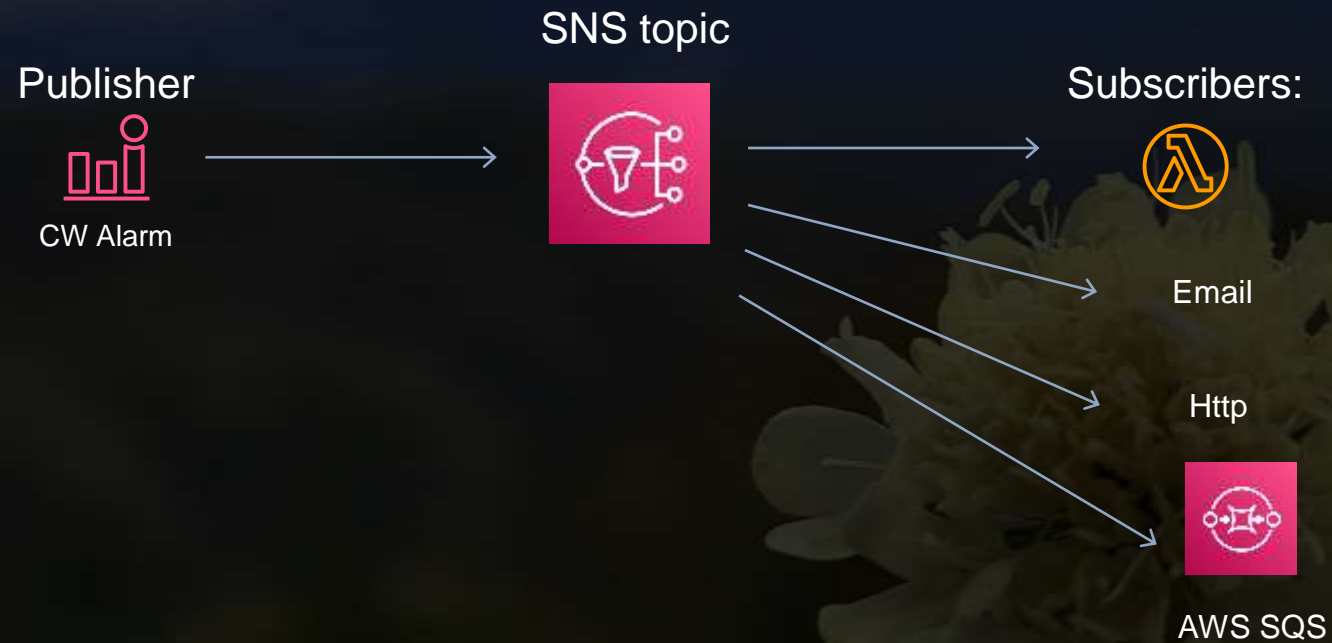 SNS topic
Publisher
Subscribers:
CW Alarm
Email
Http
AWS SQS